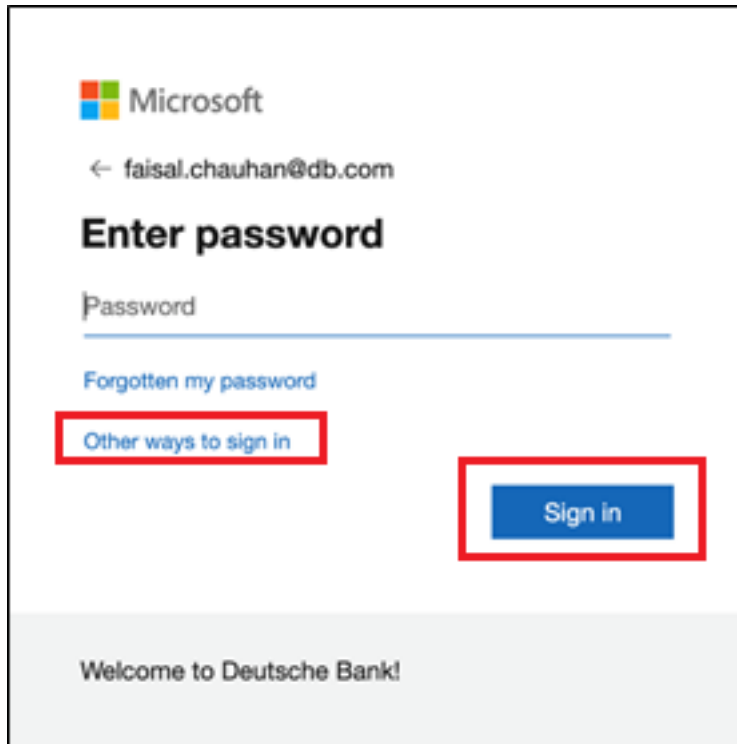 Microsoft
← faisal.chauhan@db.com
Enter password
Password
Forgotten my password
Other ways to sign in
Sign in
Welcome to Deutsche Bank!